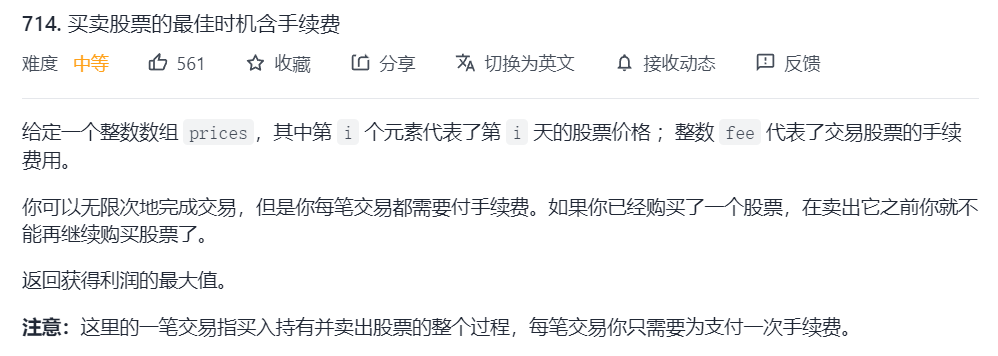 714. 买卖股票的最佳时机含手续费
难度 中等 561 收藏 分享 切换为英文 接收动态 反馈
给定一个整数数组 prices，其中第 i 个元素代表了第 i 天的股票价格 ；整数 fee 代表了交易股票的手续
费用。
你可以无限次地完成交易，但是你每笔交易都需要付手续费。如果你已经购买了一个股票，在卖出它之前你就不
能再继续购买股票了。
返回获得利润的最大值。
注意：这里的一笔交易指买入持有并卖出股票的整个过程，每笔交易你只需要为支付一次手续费。